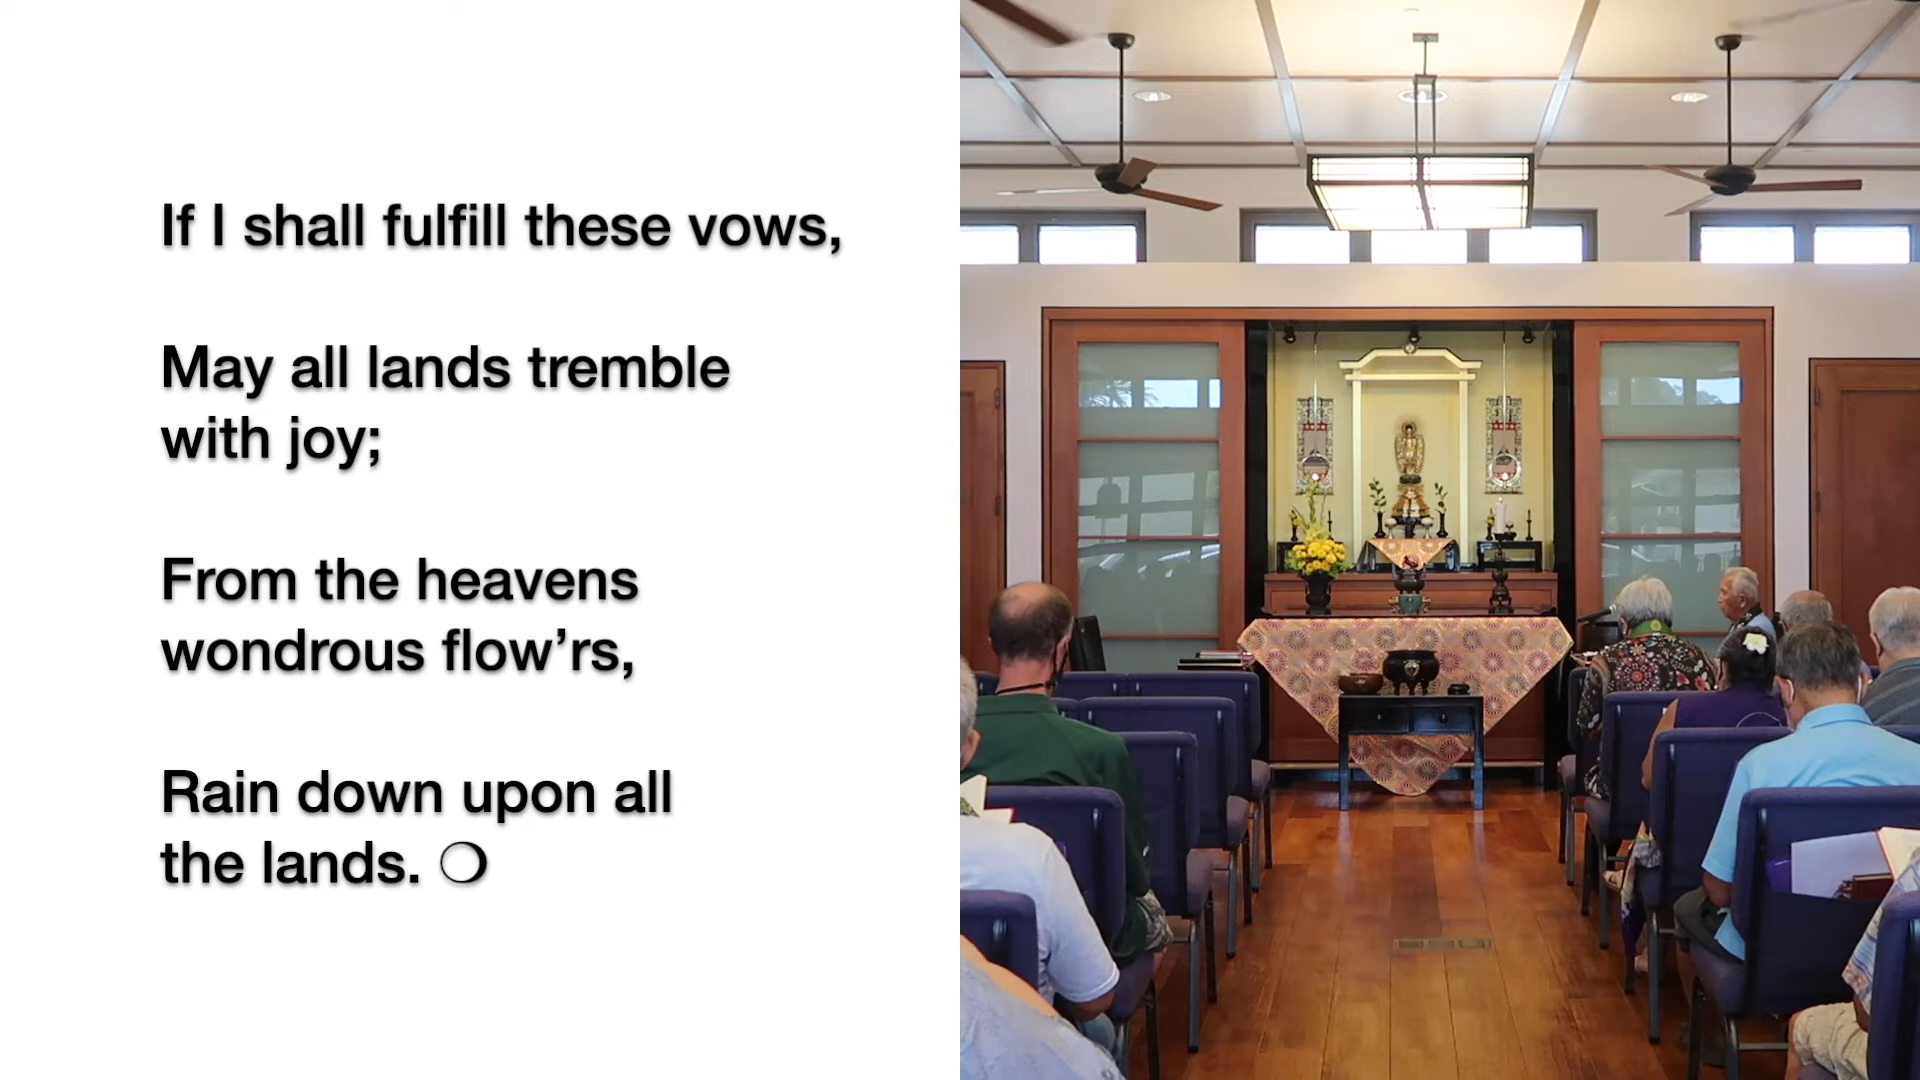 If I shall fulfill these vows,
May all lands tremble
with joy;
From the heavens
wondrous flow’rs,
Rain down upon all
the lands. ❍